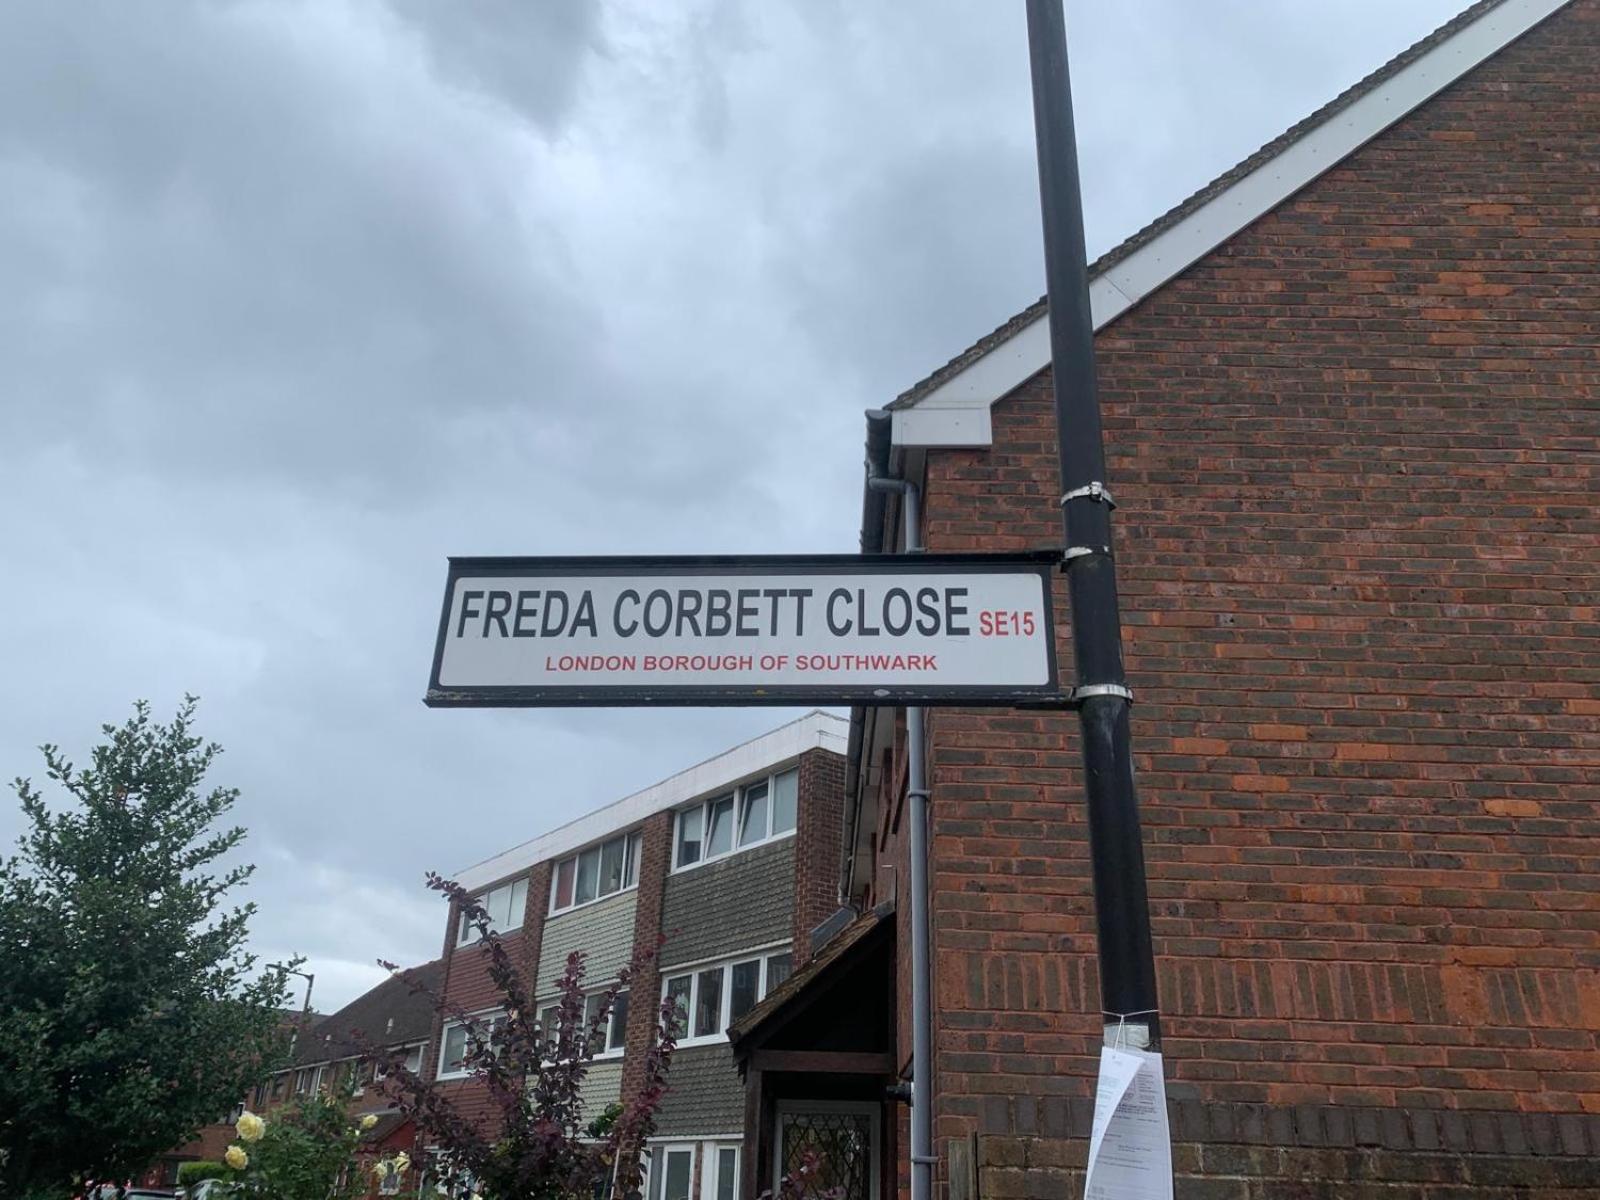 FREDA CORBETT CLOSE SE15
LONDON BOROUGH OF SOUTHWARK